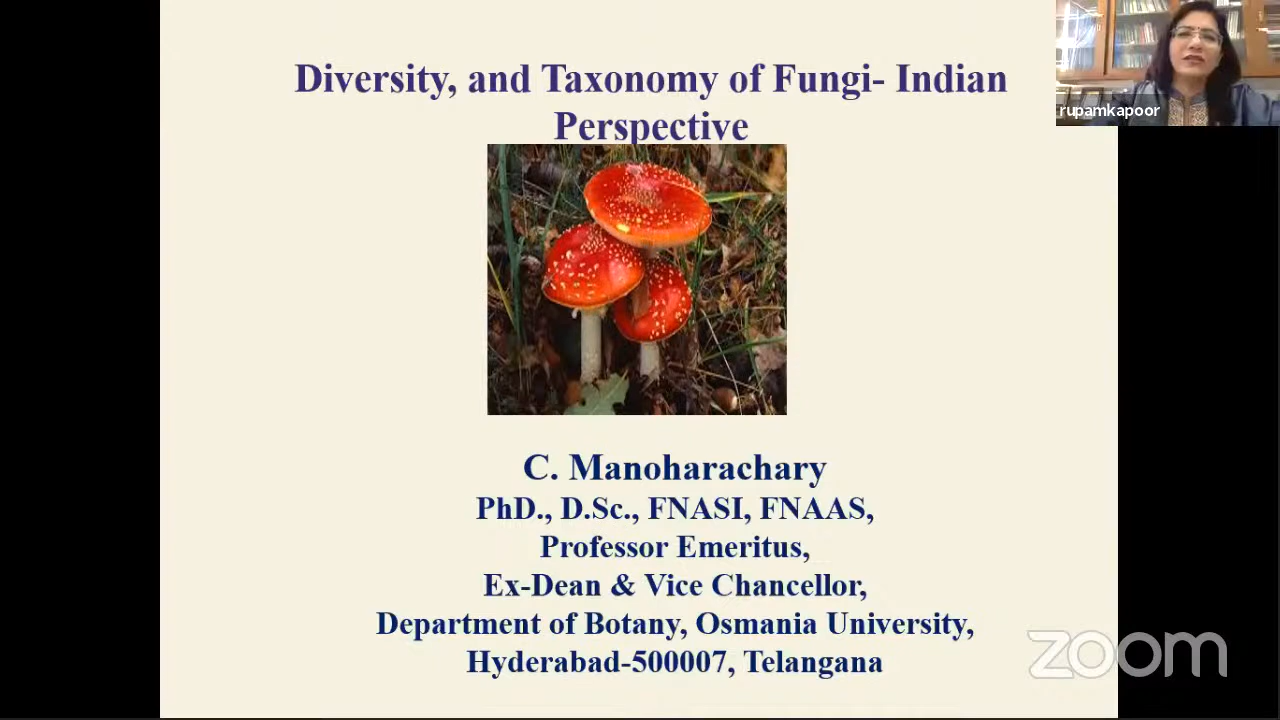 Diversity, and Taxonomy of Fungi- Indian
Perspective
rupamkapoor
C. Manoharachary
PhD., D.Sc., FNASI, FNAAS,
Professor Emeritus,
Ex-Dean & Vice Chancellor,
Department of Botany, Osmania University,
Hyderabad-500007, Telangana
zoom